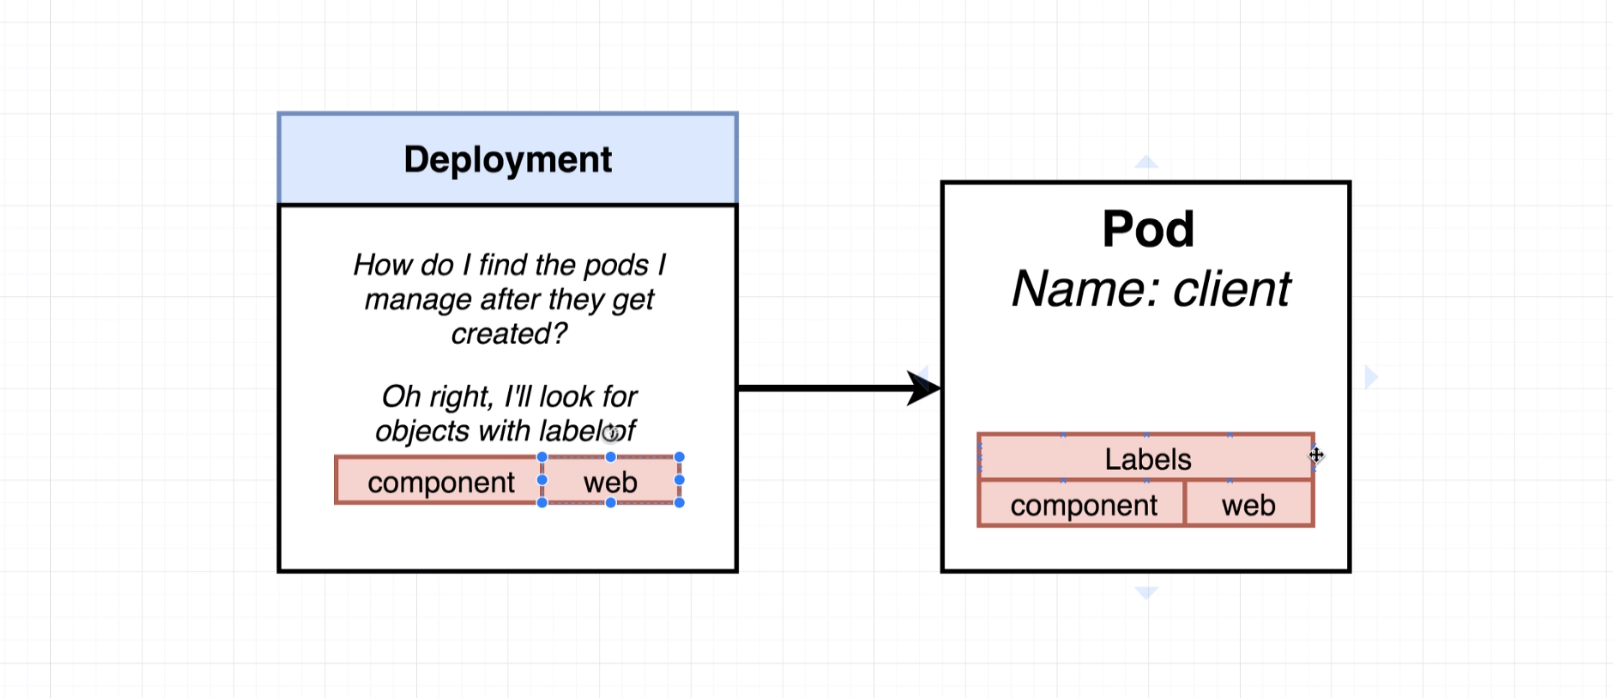 Deployment
How do I find the pods I
manage after they get
created?
Oh right, I'll look for
objects with label of
component web
Pod
Name: client
Labels
component web